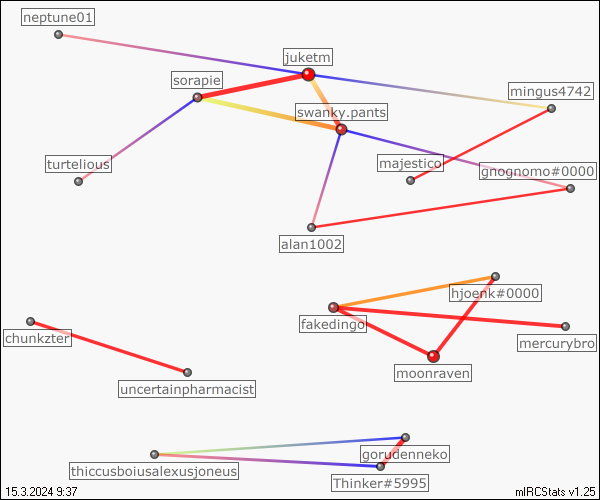 neptune01
juketm
sorapie
mingus4742
swanky.pants
turtelious
majestico
gnognomo#0000
alan1002
hjoenk#0000
fakedingo
chunkzter
mercurybro
moonraven
uncertainpharmacist
gorudenneko
thiccusboiusalexusjoneus
Thinker#5995
15.3.2024 9:37
mIRCStats v1.25